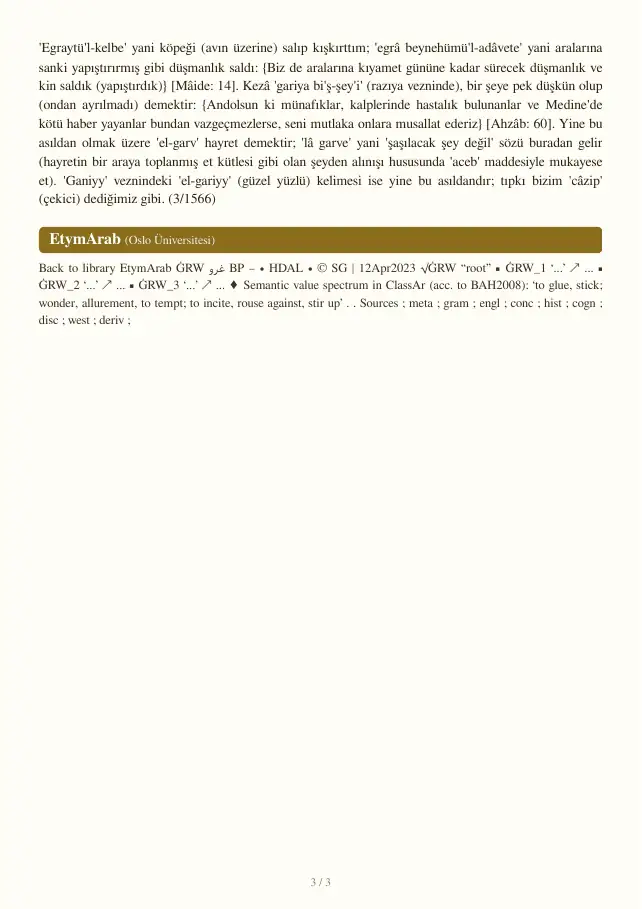 'Egraytü'l-kelbe' yani köpeği (avın üzerine) salıp kışkırttım; 'egrâ beynehümü'l-adâvete' yani aralarına
sanki yapıştırırmış gibi düşmanlık saldı: {Biz de aralarına kıyamet gününe kadar sürecek düşmanlık ve
kin saldık (yapıştırdık)} [Mâide: 14]. Kezâ 'gariya bi'ş-şey'i' (razıya vezninde), bir şeye pek düşkün olup
(ondan ayrılmadı) demektir: {Andolsun ki münafıklar, kalplerinde hastalık bulunanlar ve Medine'de
kötü haber yayanlar bundan vazgeçmezlerse, seni mutlaka onlara musallat ederiz} [Ahzâb: 60]. Yine bu
asıldan olmak üzere 'el-garv' hayret demektir; 'lâ garve' yani 'şaşılacak şey değil' sözü buradan gelir
(hayretin bir araya toplanmış et kütlesi gibi olan şeyden alınışı hususunda 'aceb' maddesiyle mukayese
et). 'Ganiyy' veznindeki 'el-gariyy' (güzel yüzlü) kelimesi ise yine bu asıldandır; tıpkı bizim 'câzip'
(çekici) dediğimiz gibi. (3/1566)
EtymArab (Oslo Üniversitesi)
Back to library EtymArab ĠRW غرو BP – • HDAL • © SG | 12Apr2023 √ĠRW “root” ▪ ĠRW_1 ‘...’ ↗ ... ▪
ĠRW_2 ‘...’ ↗ ... ▪ ĠRW_3 ‘...’ ↗ ... ♦ Semantic value spectrum in ClassAr (acc. to BAH2008): ‘to glue, stick;
wonder, allurement, to tempt; to incite, rouse against, stir up’ . . Sources ; meta ; gram ; engl ; conc ; hist ; cogn ;
disc ; west ; deriv ;
3 / 3